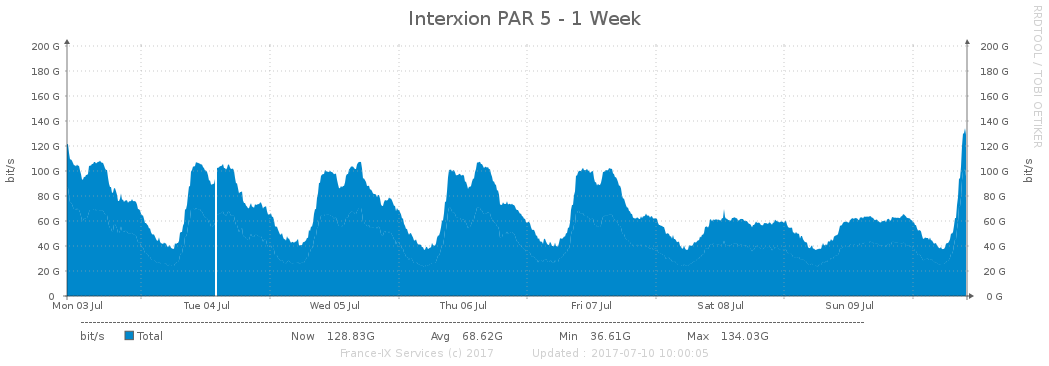 Interxion PAR 5 - 1 Week
RRDTOOL / TOBI OETIKER
bit/s
200 G 200 G
180 G 180 G
160 G 160 G
140 G 140 G
120 G 120 G
100 G 100 G
80 G 80 G
60 G 60 G
40 G 40 G
20 G 20 G
0 0 G
bit/s
Mon 03 Jul Tue 04 Jul Wed 05 Jul Thu 06 Jul Fri 07 Jul Sat 08 Jul Sun 09 Jul
bit/s Total Now 128.83G Avg 68.62G Min 36.61G Max 134.03G
France-IX Services (c) 2017 Updated : 2017-07-10 10:00:05